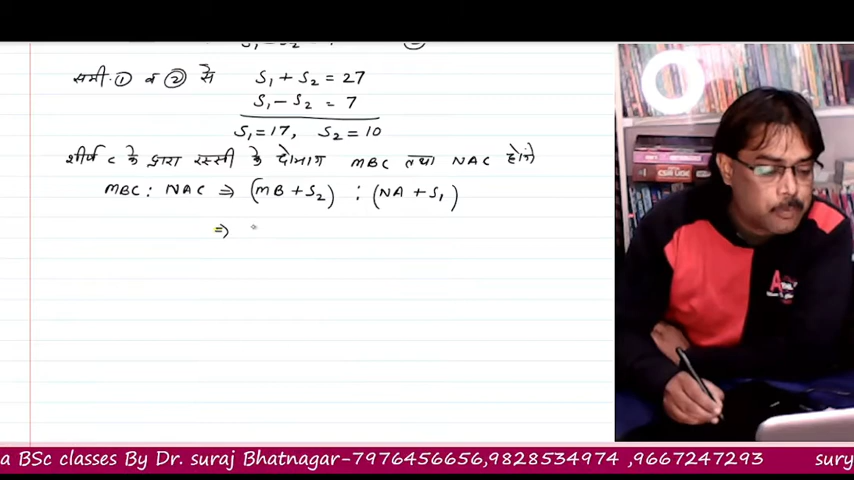 समी. ① व ② से S₁ + S₂ = 27
S₁ - S₂ = 7
S₁ = 17, S₂ = 10
शीर्ष C के द्वारा रस्सी के दो भाग MBC तथा NAC होंगे
MBC : NAC ⇒ (MB + S₂) : (NA + S₁)
⇒
a BSc classes By Dr. suraj Bhatnagar-7976456656,9828534974 ,9667247293 sury